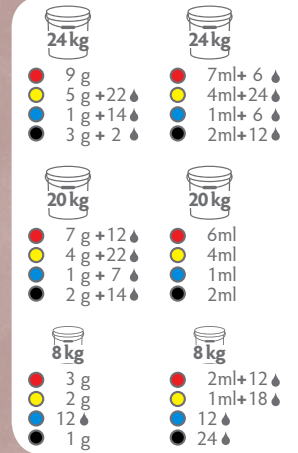 24 kg 24 kg
9 g 7ml+ 6
5 g +22 4ml+24
1 g +14 1ml+ 6
3 g + 2 2ml+12
20 kg 20 kg
7 g +12 6ml
4 g +22 4ml
1 g + 7 1ml
2 g +14 2ml
8 kg 8 kg
3 g 2ml+12
2 g 1ml+18
12 12
1 g 24